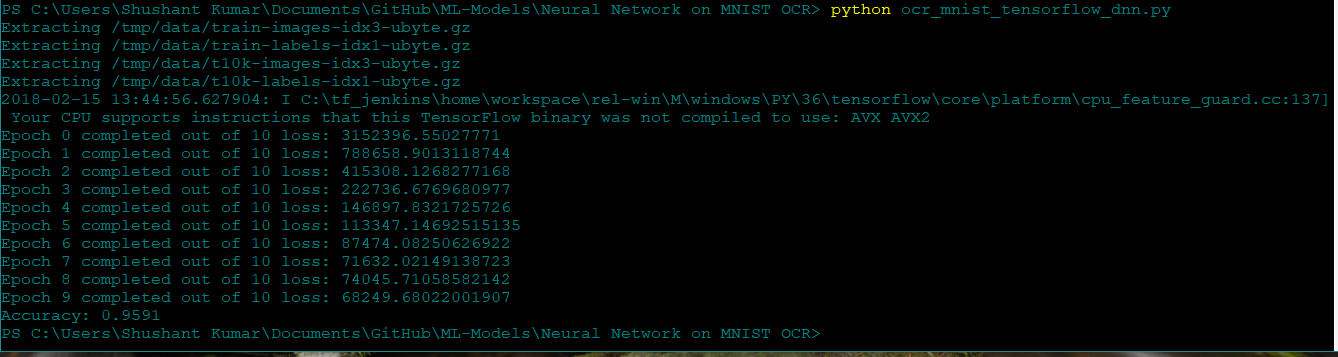 PS C:\Users\Shushant Kumar\Documents\GitHub\ML-Models\Neural Network on MNIST OCR> python ocr_mnist_tensorflow_dnn.py
Extracting /tmp/data/train-images-idx3-ubyte.gz
Extracting /tmp/data/train-labels-idx1-ubyte.gz
Extracting /tmp/data/t10k-images-idx3-ubyte.gz
Extracting /tmp/data/t10k-labels-idx1-ubyte.gz
2018-02-15 13:44:56.627904: I C:\tf_jenkins\home\workspace\rel-win\M\windows\PY\36\tensorflow\core\platform\cpu_feature_guard.cc:137]
 Your CPU supports instructions that this TensorFlow binary was not compiled to use: AVX AVX2
Epoch 0 completed out of 10 loss: 3152396.55027771
Epoch 1 completed out of 10 loss: 788658.9013118744
Epoch 2 completed out of 10 loss: 415308.1268277168
Epoch 3 completed out of 10 loss: 222736.6769680977
Epoch 4 completed out of 10 loss: 146897.8321725726
Epoch 5 completed out of 10 loss: 113347.14692515135
Epoch 6 completed out of 10 loss: 87474.08250626922
Epoch 7 completed out of 10 loss: 71632.02149138723
Epoch 8 completed out of 10 loss: 74045.71058582142
Epoch 9 completed out of 10 loss: 68249.68022001907
Accuracy: 0.9591
PS C:\Users\Shushant Kumar\Documents\GitHub\ML-Models\Neural Network on MNIST OCR>